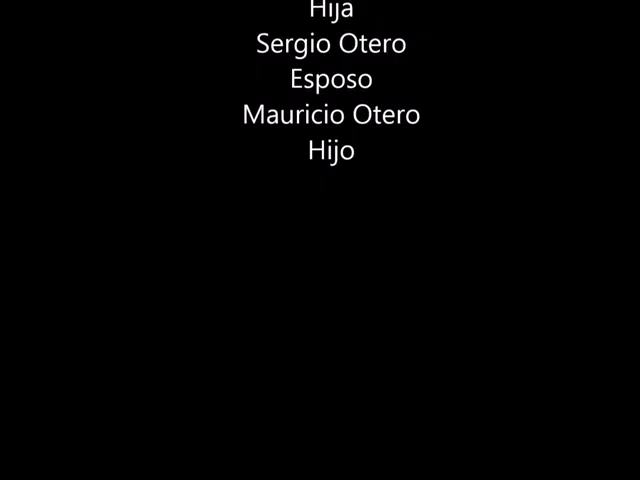 Hija
Sergio Otero
Esposo
Mauricio Otero
Hijo